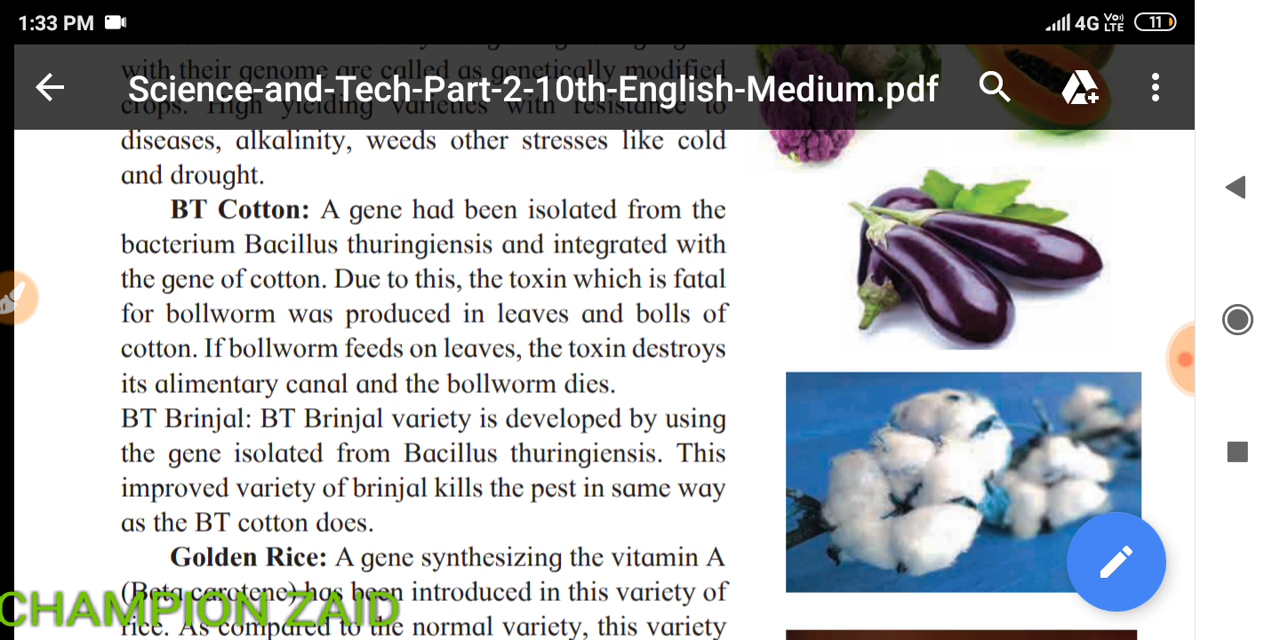 1:33 PM
4G Vo) LTE 11
with their genome are called as genetically modified
Science-and-Tech-Part-2-10th-English-Medium.pdf
crops. High yielding varieties with resistance to
diseases, alkalinity, weeds other stresses like cold
and drought.
BT Cotton: A gene had been isolated from the
bacterium Bacillus thuringiensis and integrated with
the gene of cotton. Due to this, the toxin which is fatal
for bollworm was produced in leaves and bolls of
cotton. If bollworm feeds on leaves, the toxin destroys
its alimentary canal and the bollworm dies.
BT Brinjal: BT Brinjal variety is developed by using
the gene isolated from Bacillus thuringiensis. This
improved variety of brinjal kills the pest in same way
as the BT cotton does.
Golden Rice: A gene synthesizing the vitamin A
(Beta carotene) has been introduced in this variety of
CHAMPION ZAID
rice. As compared to the normal variety, this variety